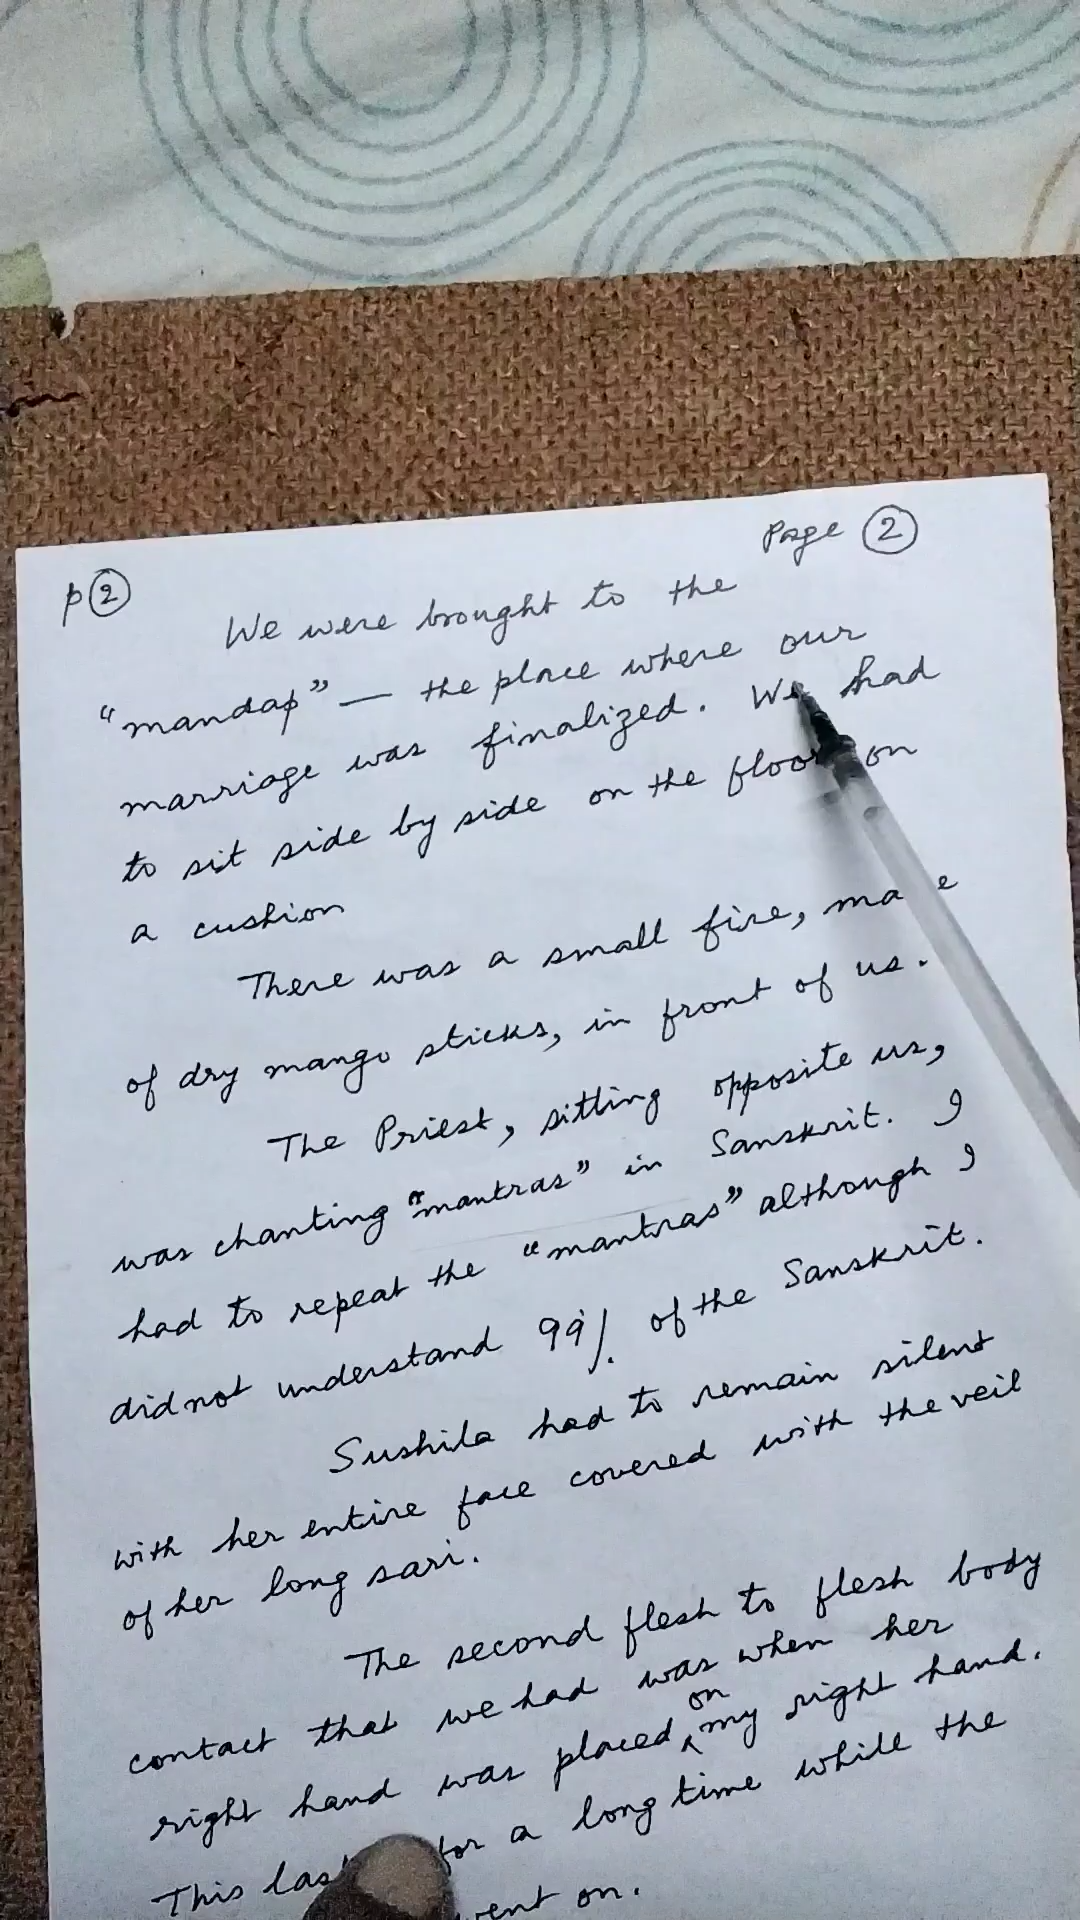 Page 2
p 2
We were brought to the
"mandap" — the place where our
marriage was finalized. We had
to sit side by side on the floor on
a cushion
There was a small fire, made
of dry mango sticks, in front of us.
The Priest, sitting opposite us,
was chanting "mantras" in Sanskrit. I
had to repeat the "mantras" although I
did not understand 99% of the Sanskrit.
Sushila had to remain silent
with her entire face covered with the veil
of her long sari.
The second flesh to flesh body
contact that we had was when her
right hand was placed on my right hand.
This for a long time while the
went on.